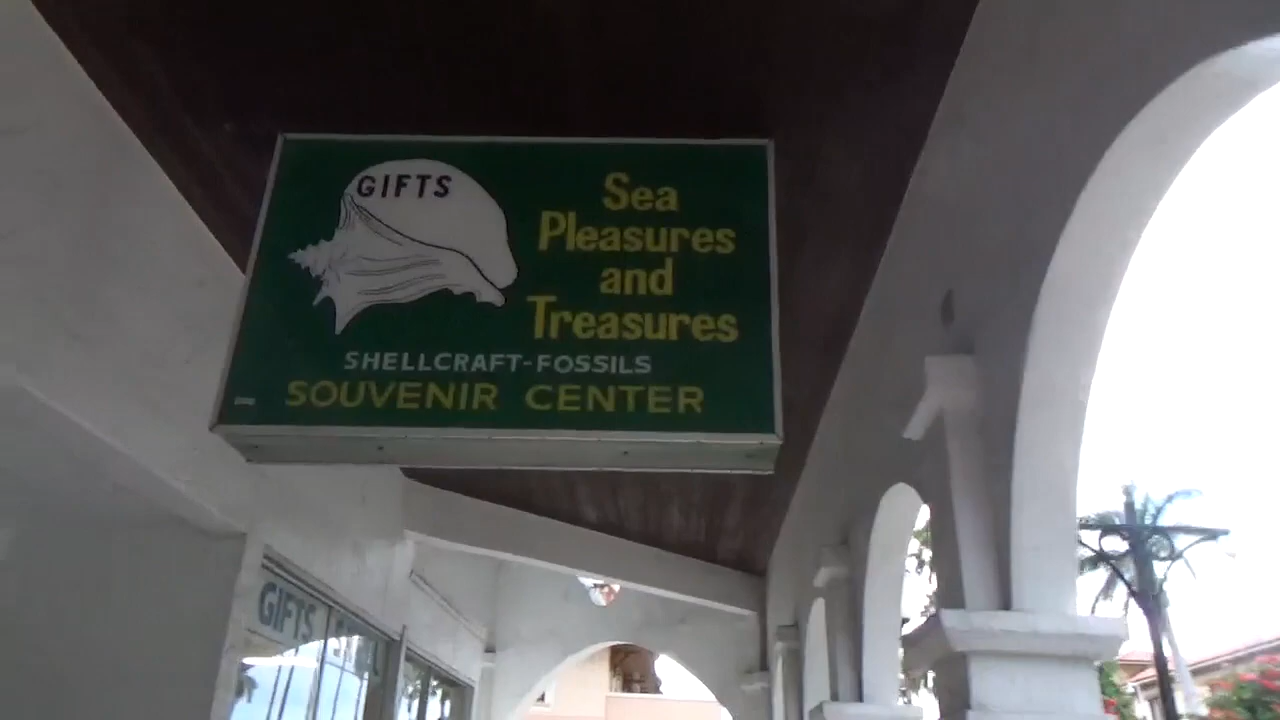 GIFTS
Sea
Pleasures
and
Treasures
SHELLCRAFT-FOSSILS
SOUVENIR CENTER
GIFTS